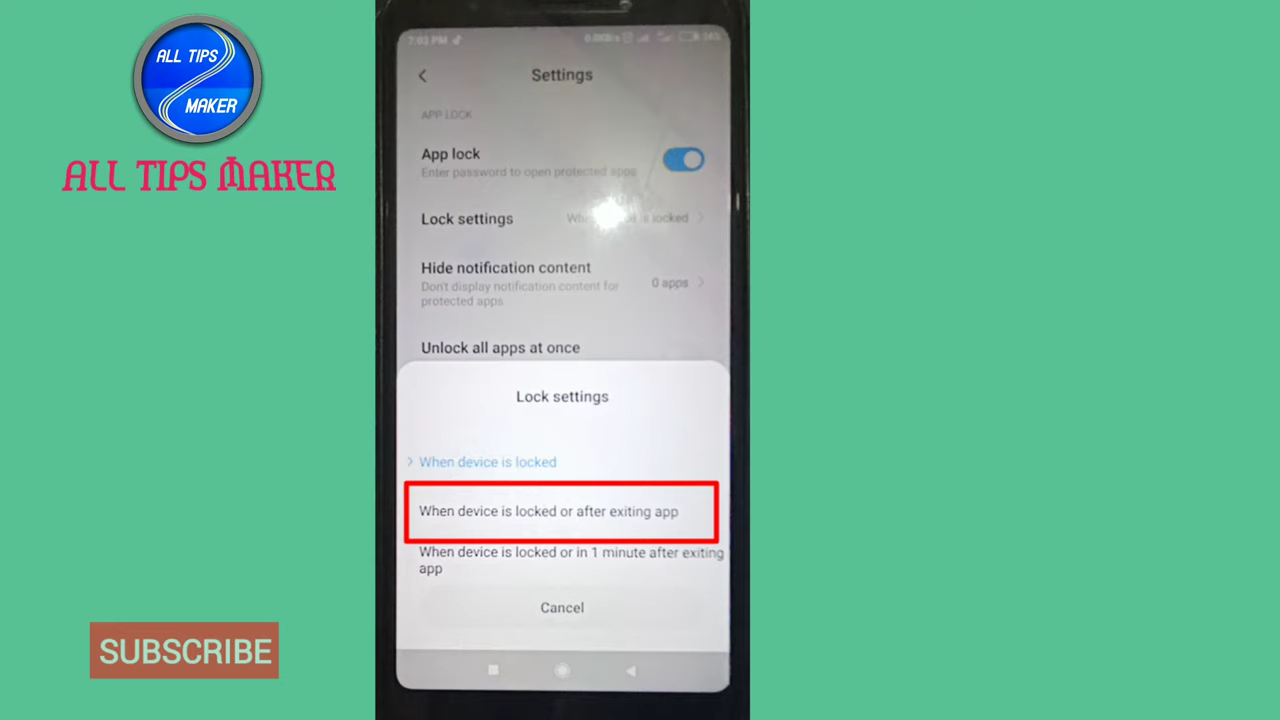 ALL TIPS
MAKER
ALL TIPS MAKER
7:03 PM
Settings
APP LOCK
App lock
Enter password to open protected apps
Lock settings
locked
Hide notification content
Don't display notification content for
protected apps
0 apps
Unlock all apps at once
Lock settings
When device is locked
When device is locked or after exiting app
When device is locked or in 1 minute after exiting
app
Cancel
SUBSCRIBE